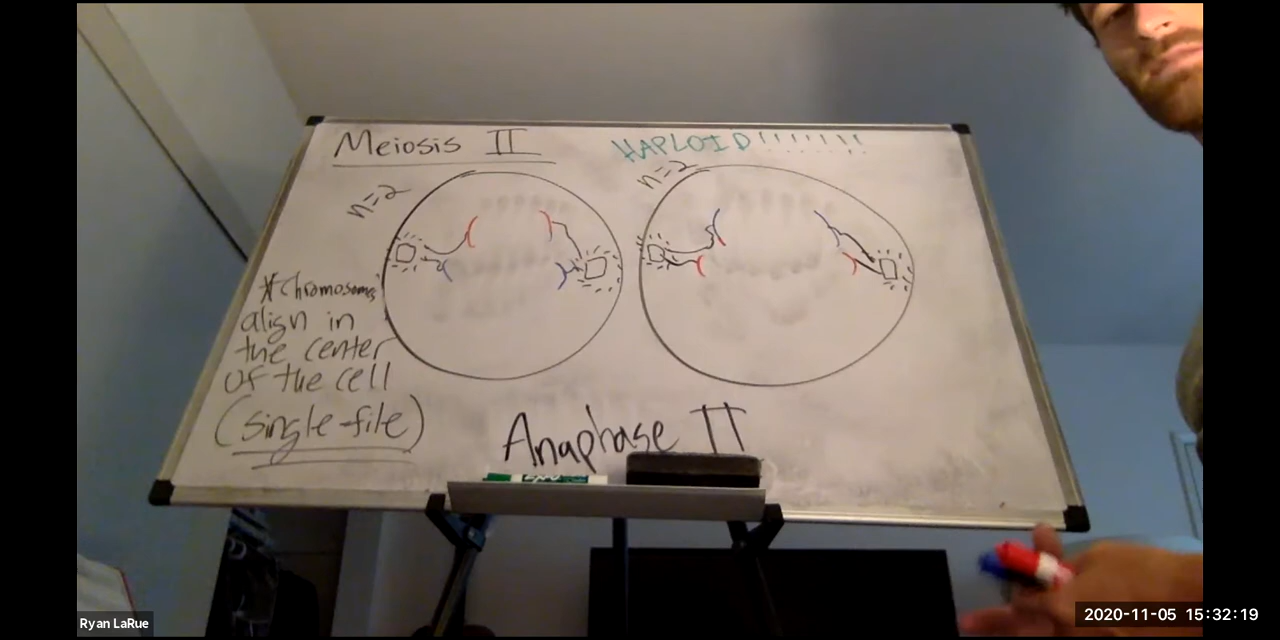 Meiosis II
HAPLOID!!!!!!!
n=2
n=2
*Chromosomes
align in
the center
of the cell
(single-file)
Anaphase II
EXPO
Ryan LaRue
2020-11-05 15:32:19